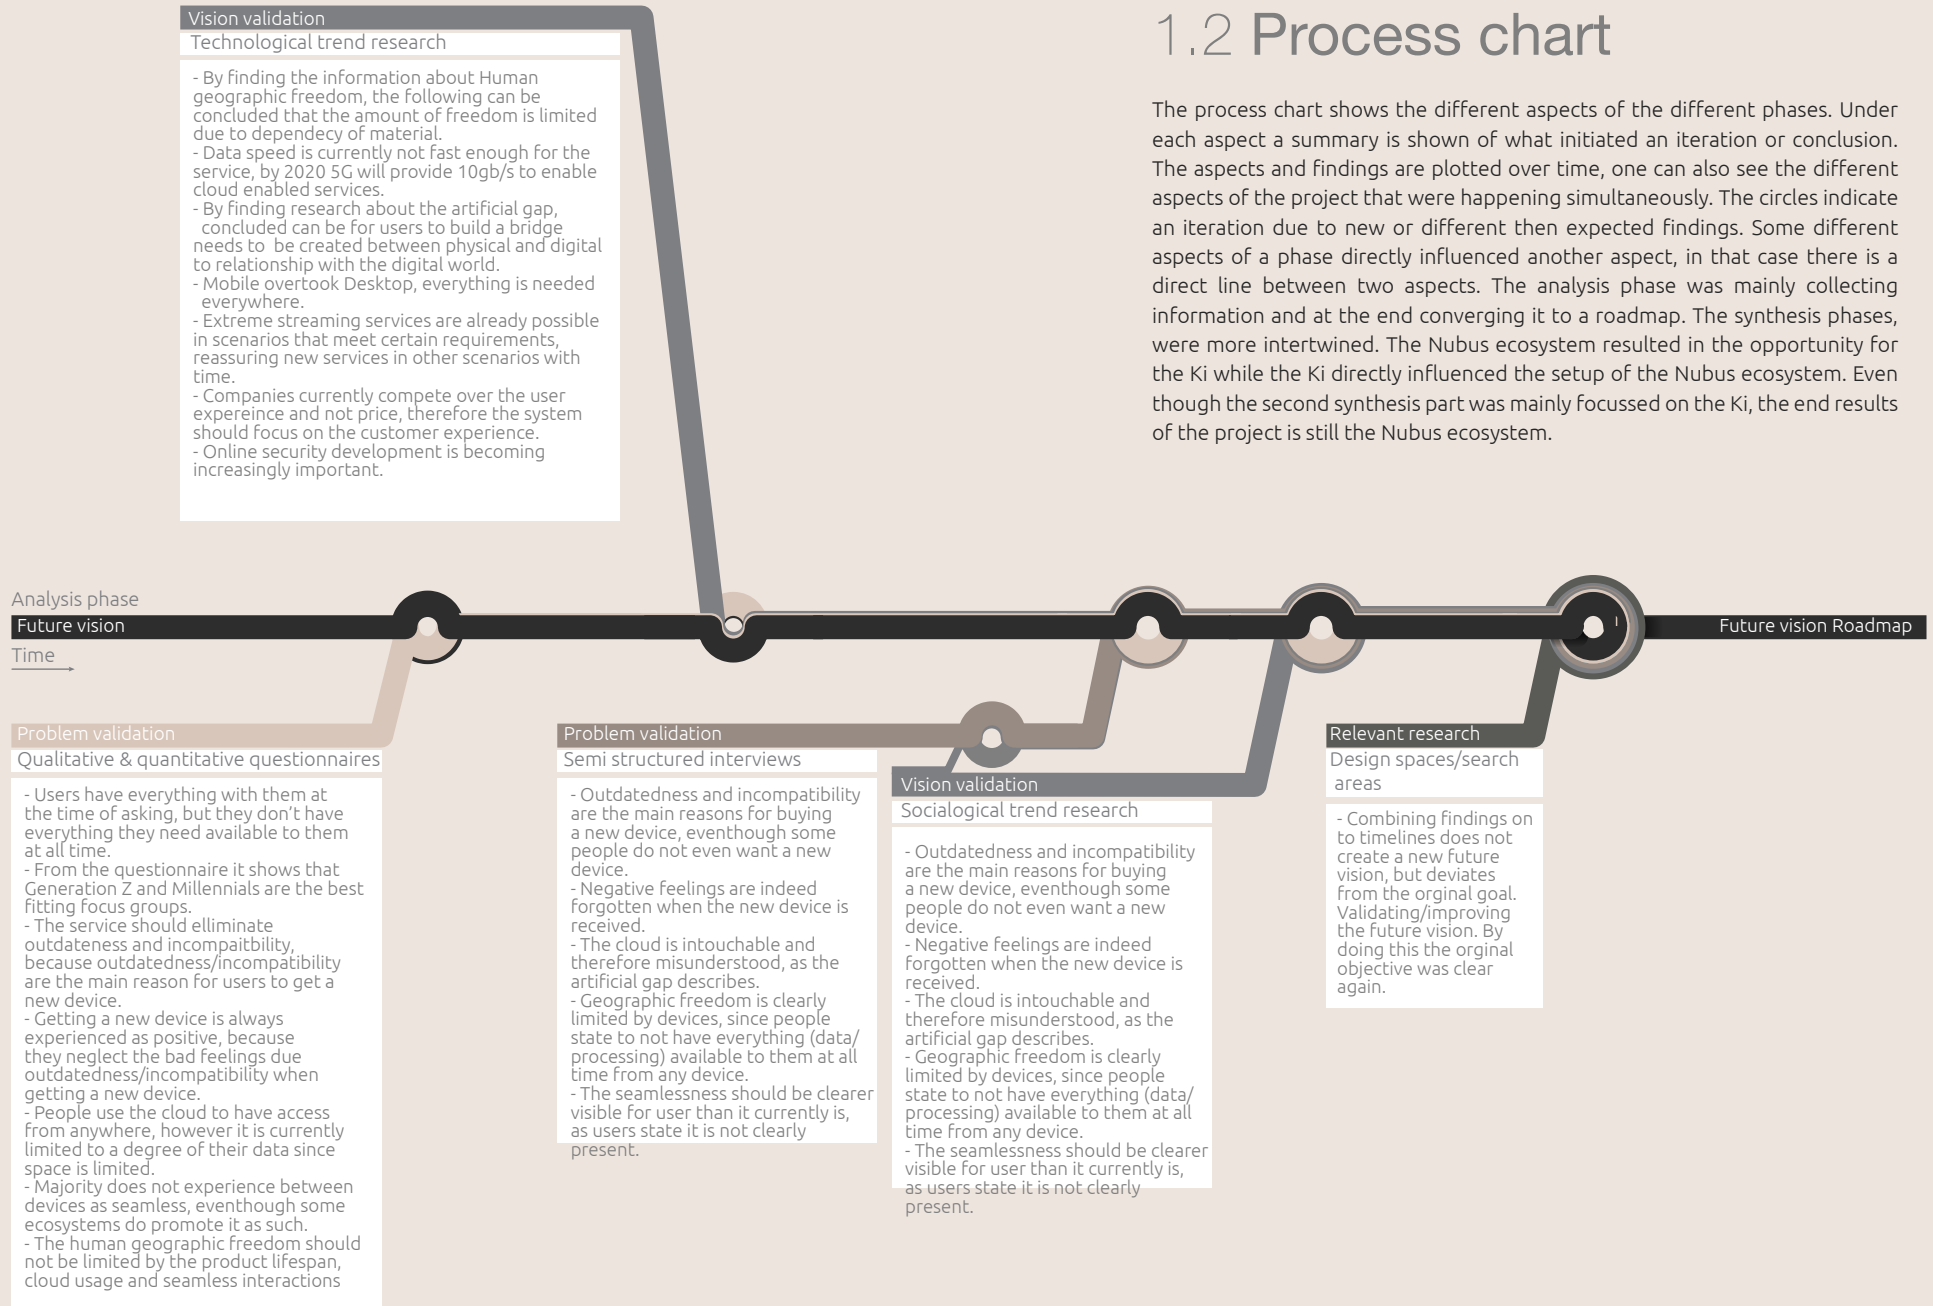 Vision validation
Technological trend research
- By finding the information about Human
geographic freedom, the following can be
concluded that the amount of freedom is limited
due to dependecy of material.
- Data speed is currently not fast enough for the
service, by 2020 5G will provide 10gb/s to enable
cloud enabled services.
- By finding research about the artificial gap,
concluded can be for users to build a bridge
needs to  be created between physical and digital
to relationship with the digital world.
- Mobile overtook Desktop, everything is needed
everywhere.
- Extreme streaming services are already possible
in scenarios that meet certain requirements,
reassuring new services in other scenarios with
time.
- Companies currently compete over the user
expereince and not price, therefore the system
should focus on the customer experience.
- Online security development is becoming
increasingly important.
1.2 Process chart
The process chart shows the different aspects of the different phases. Under
each aspect a summary is shown of what initiated an iteration or conclusion.
The aspects and findings are plotted over time, one can also see the different
aspects of the project that were happening simultaneously. The circles indicate
an iteration due to new or different then expected findings. Some different
aspects of a phase directly influenced another aspect, in that case there is a
direct line between two aspects. The analysis phase was mainly collecting
information and at the end converging it to a roadmap. The synthesis phases,
were more intertwined. The Nubus ecosystem resulted in the opportunity for
the Ki while the Ki directly influenced the setup of the Nubus ecosystem. Even
though the second synthesis part was mainly focussed on the Ki, the end results
of the project is still the Nubus ecosystem.
Analysis phase
Future vision
Time
Future vision Roadmap
Problem validation
Qualitative & quantitative questionnaires
- Users have everything with them at
the time of asking, but they don't have
everything they need available to them
at all time.
- From the questionnaire it shows that
Generation Z and Millennials are the best
fitting focus groups.
- The service should elliminate
outdateness and incompaitbility,
because outdatedness/incompatibility
are the main reason for users to get a
new device.
- Getting a new device is always
experienced as positive, because
they neglect the bad feelings due
outdatedness/incompatibility when
getting a new device.
- People use the cloud to have access
from anywhere, however it is currently
limited to a degree of their data since
space is limited.
- Majority does not experience between
devices as seamless, eventhough some
ecosystems do promote it as such.
- The human geographic freedom should
not be limited by the product lifespan,
cloud usage and seamless interactions
Problem validation
Semi structured interviews
- Outdatedness and incompatibility
are the main reasons for buying
a new device, eventhough some
people do not even want a new
device.
- Negative feelings are indeed
forgotten when the new device is
received.
- The cloud is intouchable and
therefore misunderstood, as the
artificial gap describes.
- Geographic freedom is clearly
limited by devices, since people
state to not have everything (data/
processing) available to them at all
time from any device.
- The seamlessness should be clearer
visible for user than it currently is,
as users state it is not clearly
present.
Vision validation
Socialogical trend research
- Outdatedness and incompatibility
are the main reasons for buying
a new device, eventhough some
people do not even want a new
device.
- Negative feelings are indeed
forgotten when the new device is
received.
- The cloud is intouchable and
therefore misunderstood, as the
artificial gap describes.
- Geographic freedom is clearly
limited by devices, since people
state to not have everything (data/
processing) available to them at all
time from any device.
- The seamlessness should be clearer
visible for user than it currently is,
as users state it is not clearly
present.
Relevant research
Design spaces/search
areas
- Combining findings on
to timelines does not
create a new future
vision, but deviates
from the orginal goal.
Validating/improving
the future vision. By
doing this the orginal
objective was clear
again.